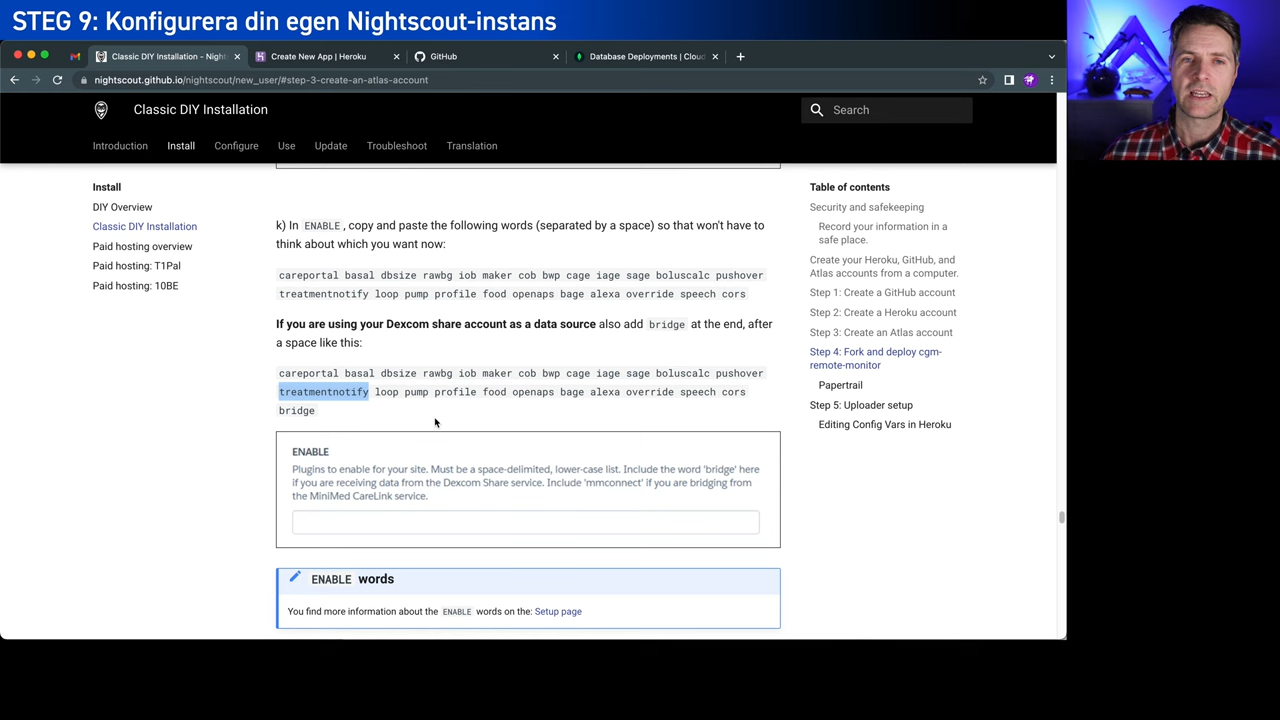 STEG 9: Konfigurera din egen Nightscout-instans
Classic DIY Installation - Night
Create New App | Heroku
GitHub
Database Deployments | Cloud
nightscout.github.io/nightscout/new_user/#step-3-create-an-atlas-account
Classic DIY Installation
Search
Introduction Install Configure Use Update Troubleshoot Translation
Install
DIY Overview
Classic DIY Installation
Paid hosting overview
Paid hosting: T1Pal
Paid hosting: 10BE
k) In ENABLE , copy and paste the following words (separated by a space) so that won't have to
think about which you want now:
careportal basal dbsize rawbg iob maker cob bwp cage iage sage boluscalc pushover
treatmentnotify loop pump profile food openaps bage alexa override speech cors
If you are using your Dexcom share account as a data source also add bridge at the end, after
a space like this:
careportal basal dbsize rawbg iob maker cob bwp cage iage sage boluscalc pushover
treatmentnotify loop pump profile food openaps bage alexa override speech cors
bridge
ENABLE
Plugins to enable for your site. Must be a space-delimited, lower-case list. Include the word 'bridge' here
if you are receiving data from the Dexcom Share service. Include 'mmconnect' if you are bridging from
the MiniMed CareLink service.
ENABLE words
You find more information about the ENABLE words on the: Setup page
Table of contents
Security and safekeeping
Record your information in a
safe place.
Create your Heroku, GitHub, and
Atlas accounts from a computer.
Step 1: Create a GitHub account
Step 2: Create a Heroku account
Step 3: Create an Atlas account
Step 4: Fork and deploy cgm-
remote-monitor
Papertrail
Step 5: Uploader setup
Editing Config Vars in Heroku